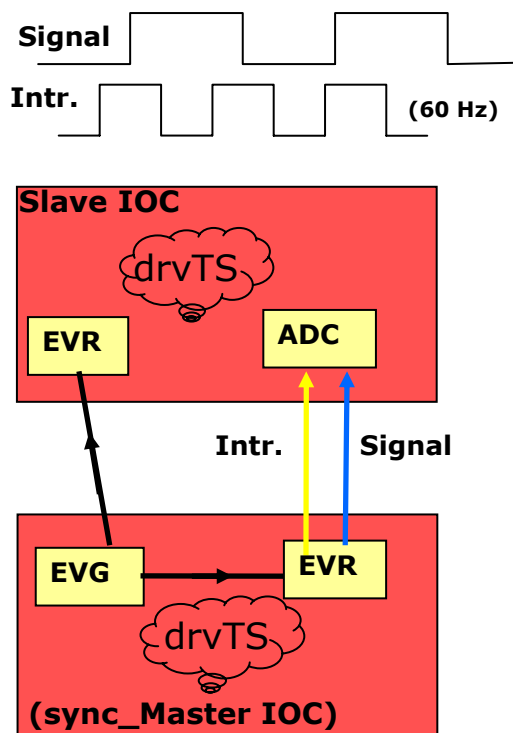 Signal
Intr.
(60 Hz)
Slave IOC
drvTS
EVR
ADC
Intr.
Signal
EVG
EVR
drvTS
(sync_Master IOC)